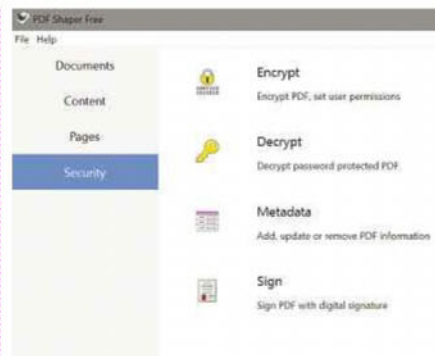 PDF Shaper Free
File Help
Documents
Content
Pages
Security
Encrypt
Encrypt PDF, set user permissions
Decrypt
Decrypt password protected PDF
Metadata
Add, update or remove PDF information
Sign
Sign PDF with digital signature